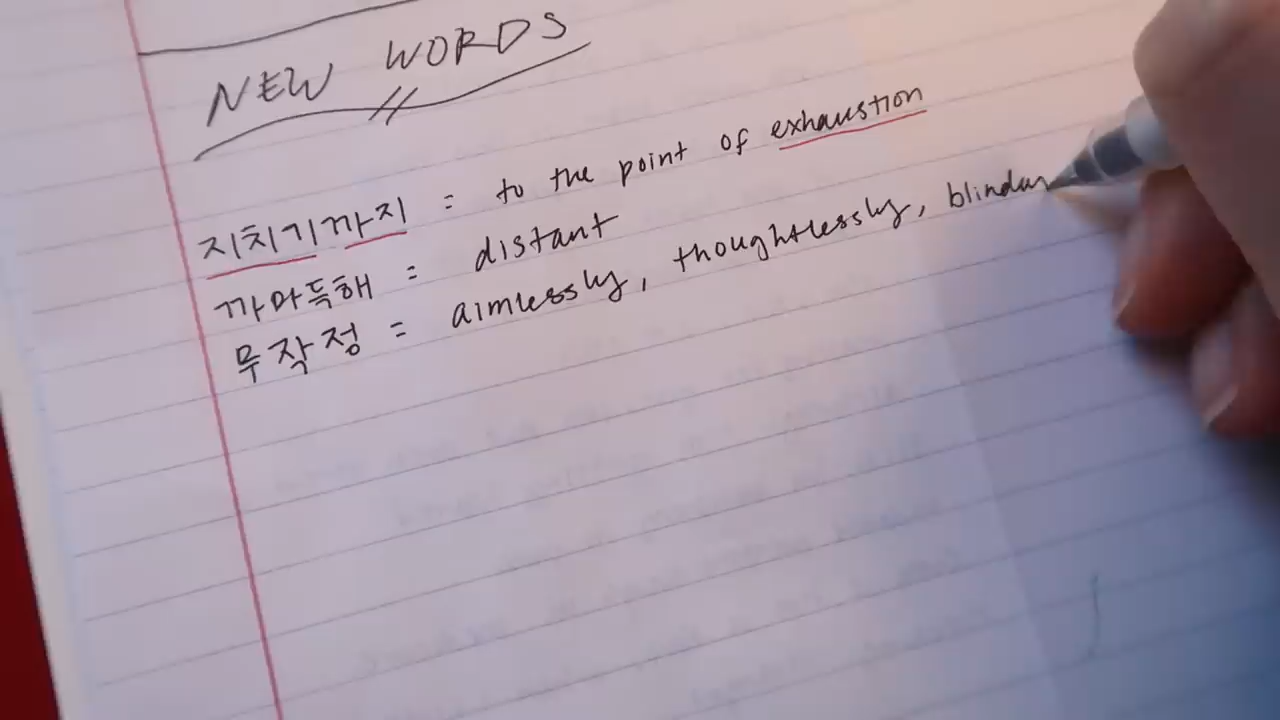 NEW WORDS
지치기까지 = to the point of exhaustion
까마득해 = distant
무작정 = aimlessly, thoughtlessly,